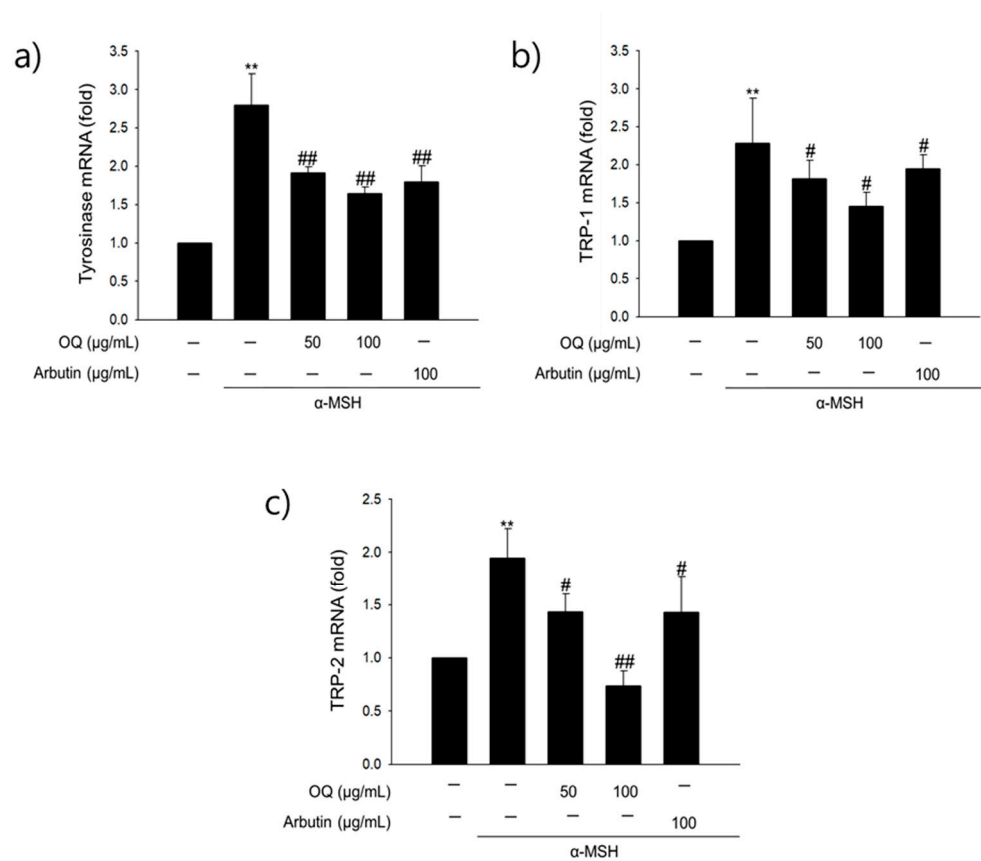 a)
Tyrosinase mRNA (fold)
3.5
3.0
2.5
2.0
1.5
1.0
0.5
0.0
**
##
##
##
OQ (μg/mL) – – 50 100 –
Arbutin (μg/mL) – – – – 100
α-MSH
b)
TRP-1 mRNA (fold)
3.5
3.0
2.5
2.0
1.5
1.0
0.5
0.0
**
#
#
#
OQ (μg/mL) – – 50 100 –
Arbutin (μg/mL) – – – – 100
α-MSH
c)
TRP-2 mRNA (fold)
2.5
2.0
1.5
1.0
0.5
0.0
**
#
##
#
OQ (μg/mL) – – 50 100 –
Arbutin (μg/mL) – – – – 100
α-MSH